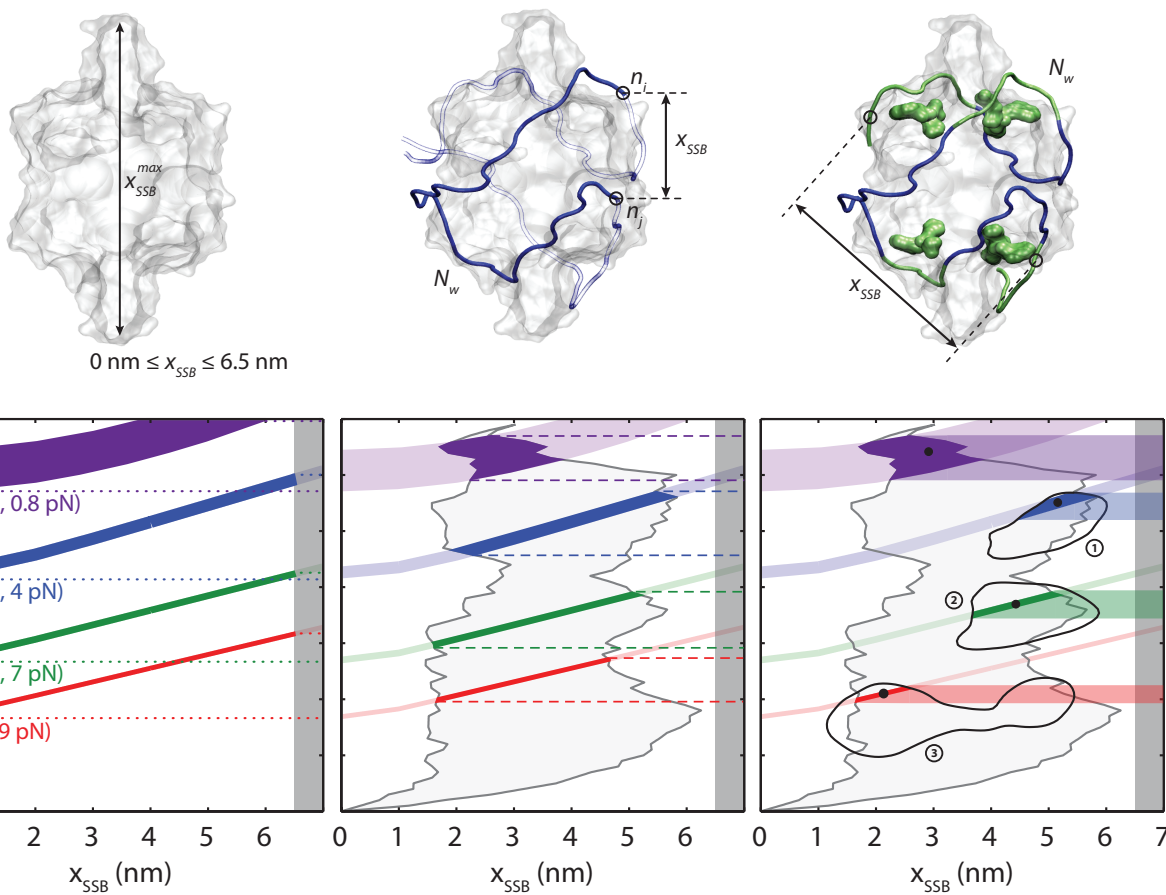 x_SSB^max
0 nm ≤ x_SSB ≤ 6.5 nm
n_i
x_SSB
n_j
N_w
N_w
x_SSB
, 0.8 pN)
, 4 pN)
, 7 pN)
9 pN)
2 3 4 5 6
x_SSB (nm)
0 1 2 3 4 5 6
x_SSB (nm)
1
2
3
0 1 2 3 4 5 6 7
x_SSB (nm)